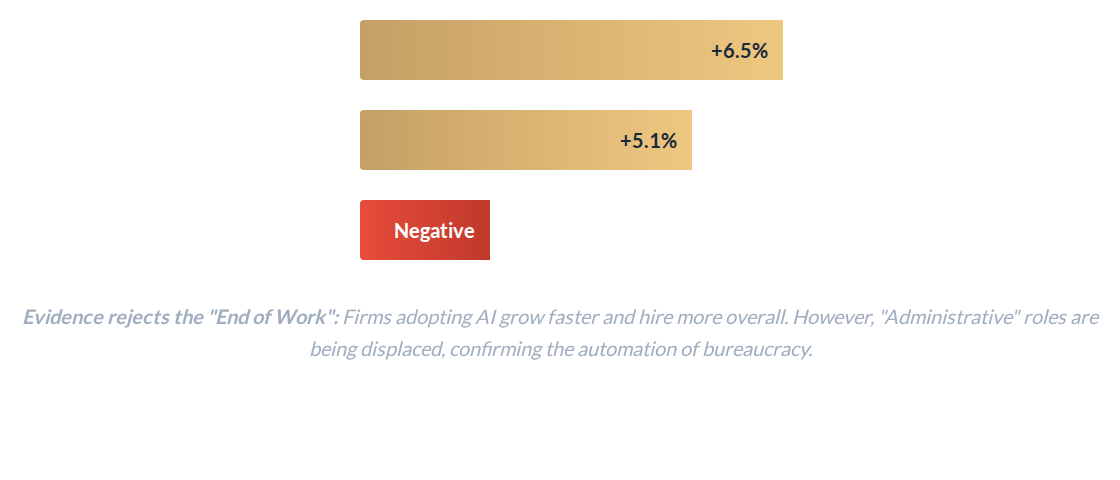 +6.5%
+5.1%
Negative
Evidence rejects the "End of Work": Firms adopting AI grow faster and hire more overall. However, "Administrative" roles are
being displaced, confirming the automation of bureaucracy.